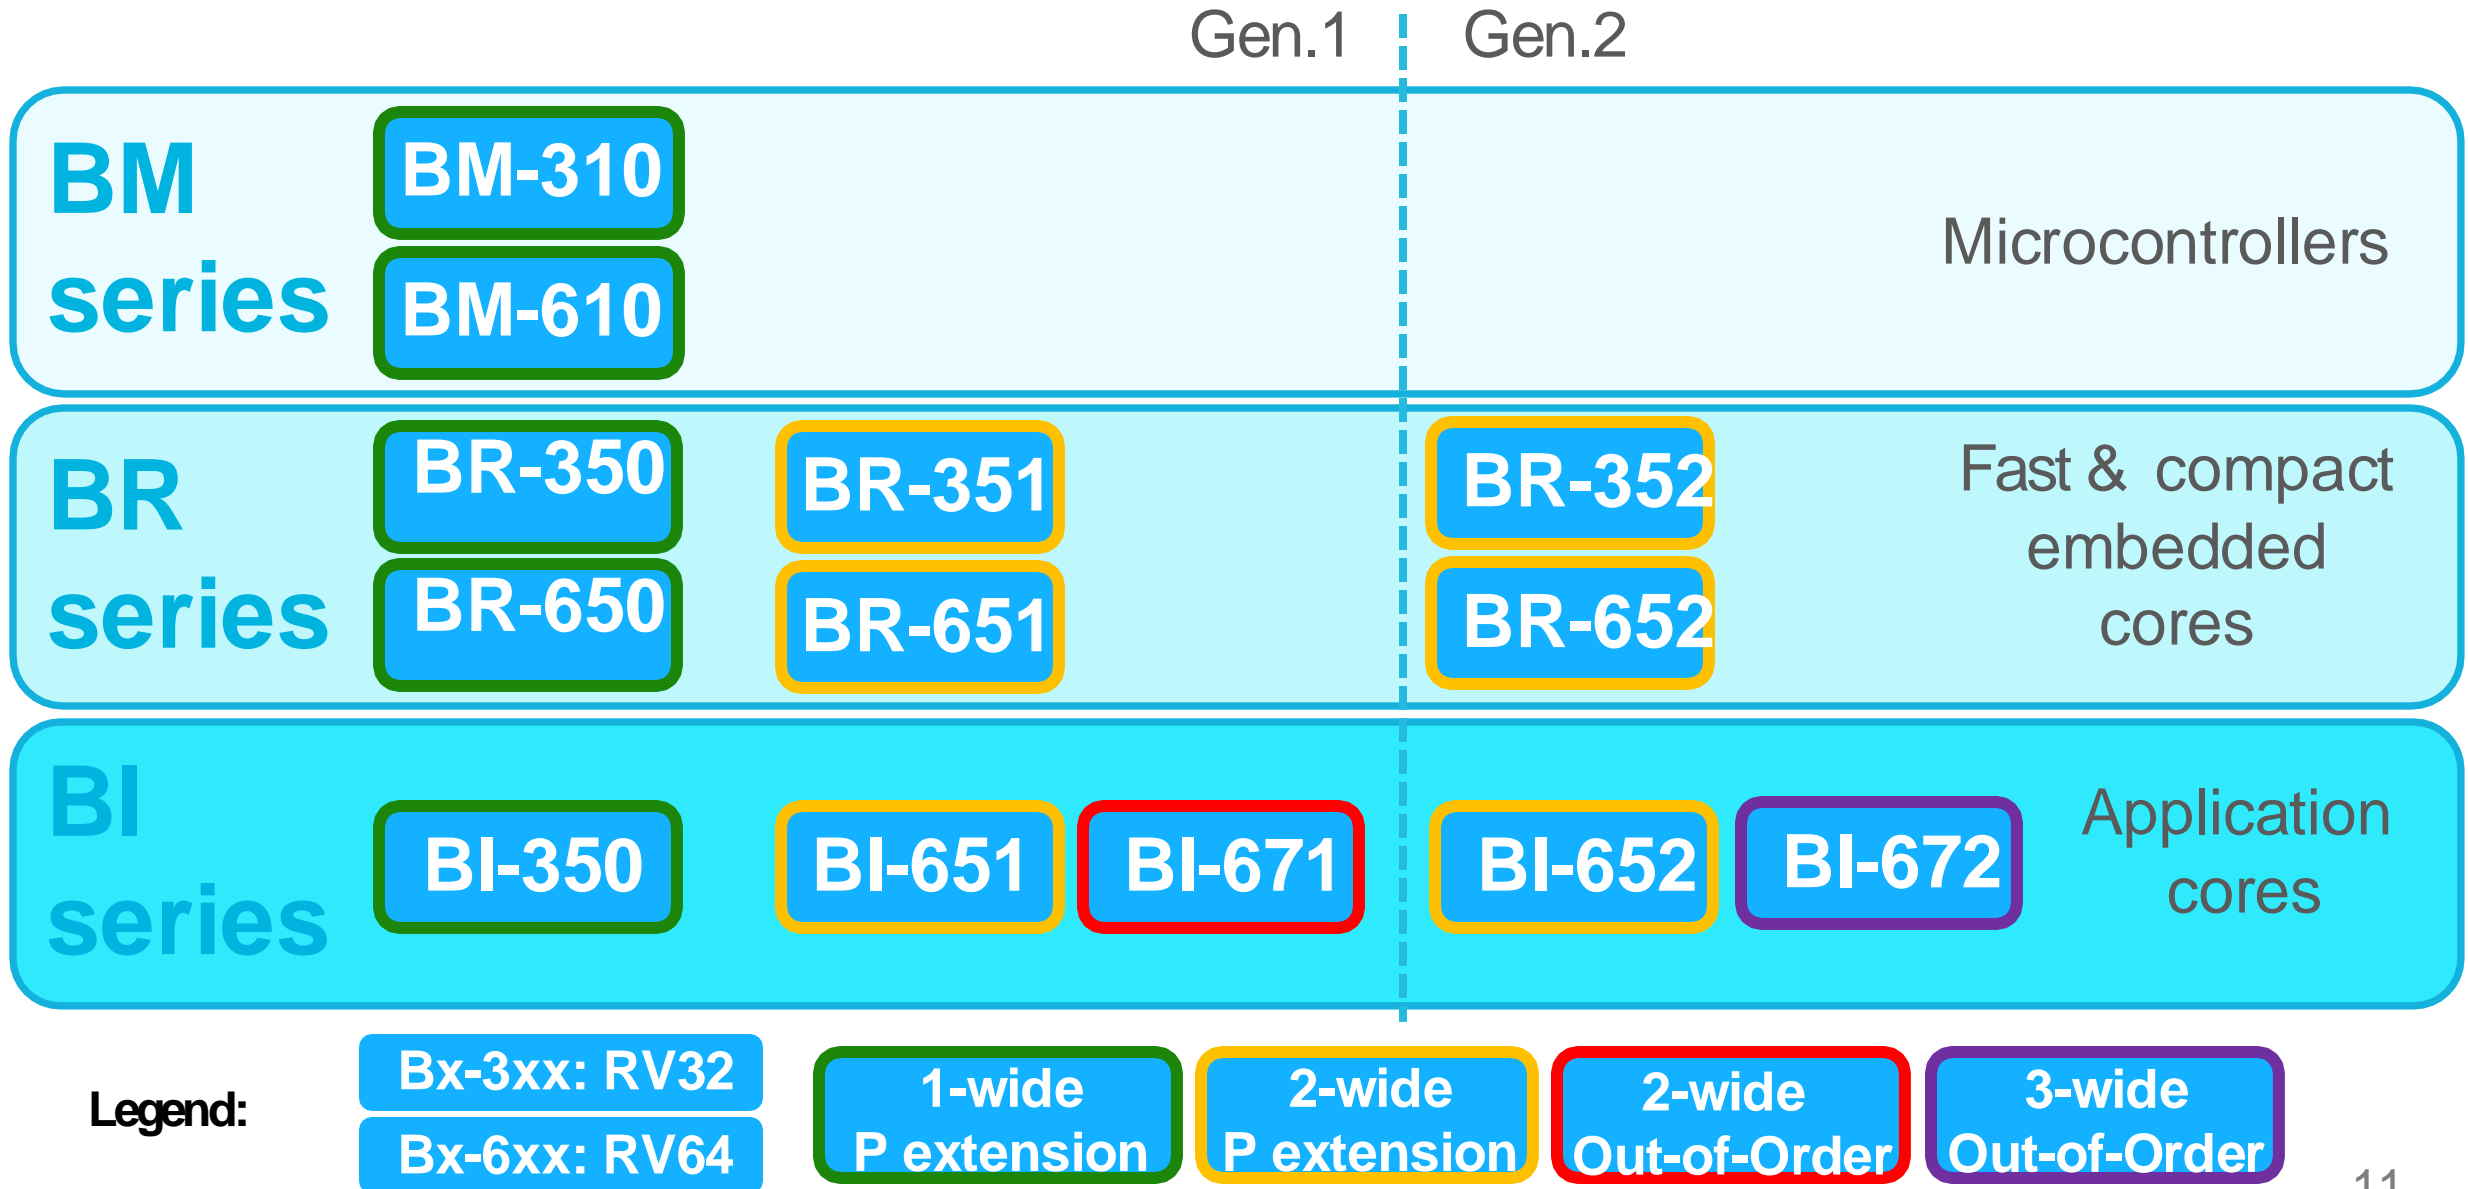 Gen.1
Gen.2
BM
series
BM-310
BM-610
Microcontrollers
BR
series
BR-350
BR-650
BR-351
BR-651
BR-352
BR-652
Fast & compact
embedded
cores
BI
series
BI-350
BI-651
BI-671
BI-652
BI-672
Application
cores
Legend:
Bx-3xx: RV32
Bx-6xx: RV64
1-wide
P extension
2-wide
P extension
2-wide
Out-of-Order
3-wide
Out-of-Order
11